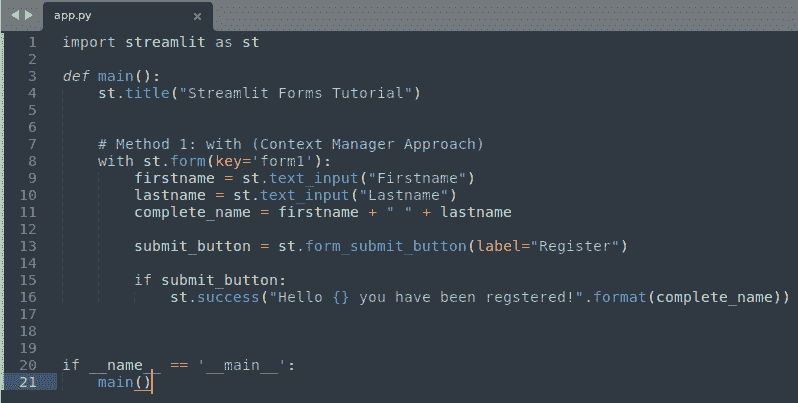 app.py ×
1 import streamlit as st
2
3 def main():
4     st.title("Streamlit Forms Tutorial")
5
6
7     # Method 1: with (Context Manager Approach)
8     with st.form(key='form1'):
9         firstname = st.text_input("Firstname")
10         lastname = st.text_input("Lastname")
11         complete_name = firstname + " " + lastname
12
13         submit_button = st.form_submit_button(label="Register")
14
15         if submit_button:
16             st.success("Hello {} you have been regstered!".format(complete_name))
17
18
19
20 if __name__ == '__main__':
21     main()